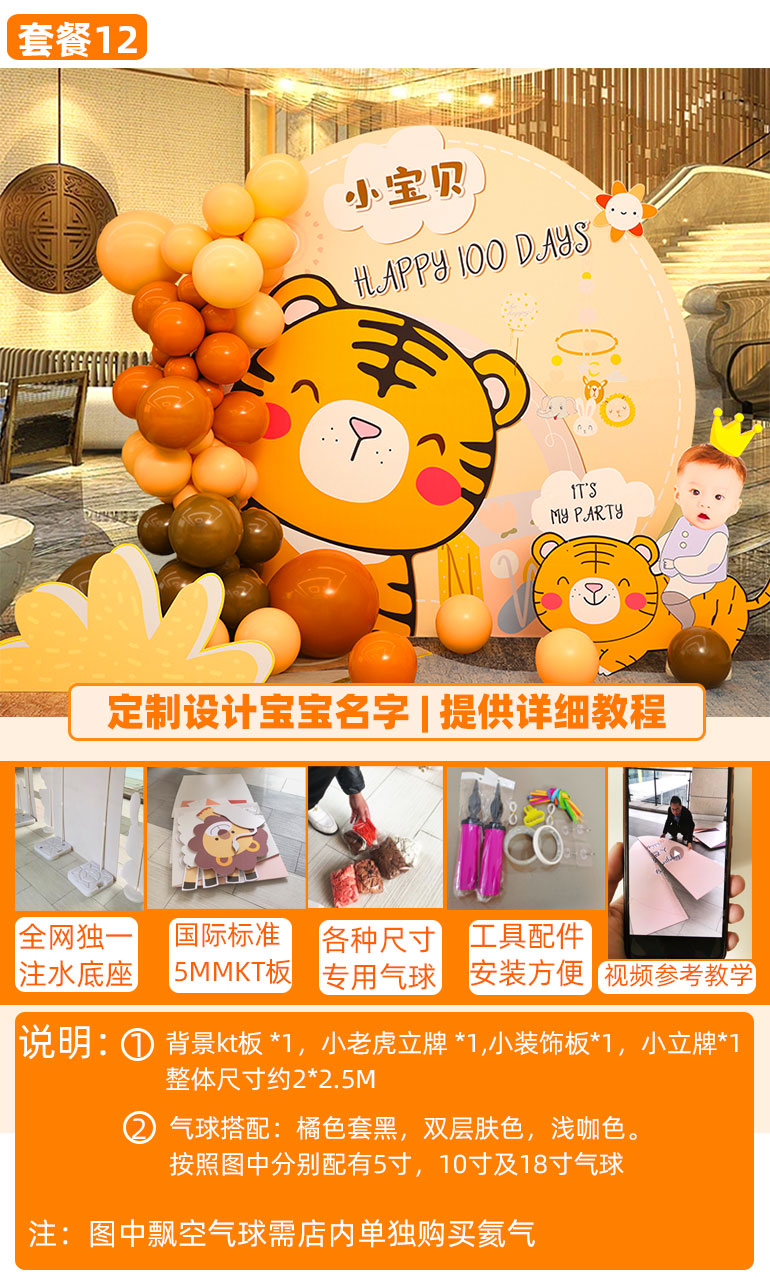 套餐12
小宝贝
HAPPY 100 DAYS
IT'S
MY PARTY
定制设计宝宝名字 | 提供详细教程
全网独一
注水底座
国际标准
5MMKT板
各种尺寸
专用气球
工具配件
安装方便
视频参考教学
说明：① 背景kt板 *1，小老虎立牌 *1,小装饰板*1，小立牌*1
整体尺寸约2*2.5M
② 气球搭配：橘色套黑，双层肤色，浅咖色。
按照图中分别配有5寸，10寸及18寸气球
注：图中飘空气球需店内单独购买氦气